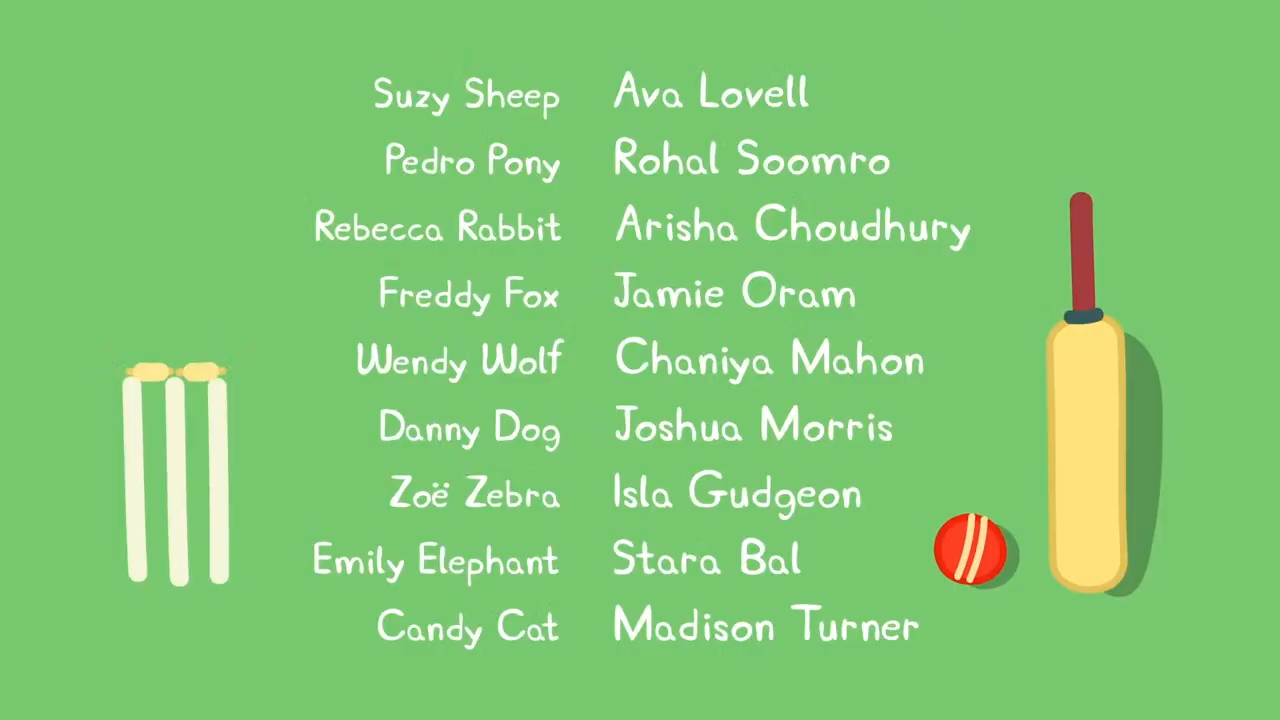 Suzy Sheep Ava Lovell
Pedro Pony Rohal Soomro
Rebecca Rabbit Arisha Choudhury
Freddy Fox Jamie Oram
Wendy Wolf Chaniya Mahon
Danny Dog Joshua Morris
Zoë Zebra Isla Gudgeon
Emily Elephant Stara Bal
Candy Cat Madison Turner